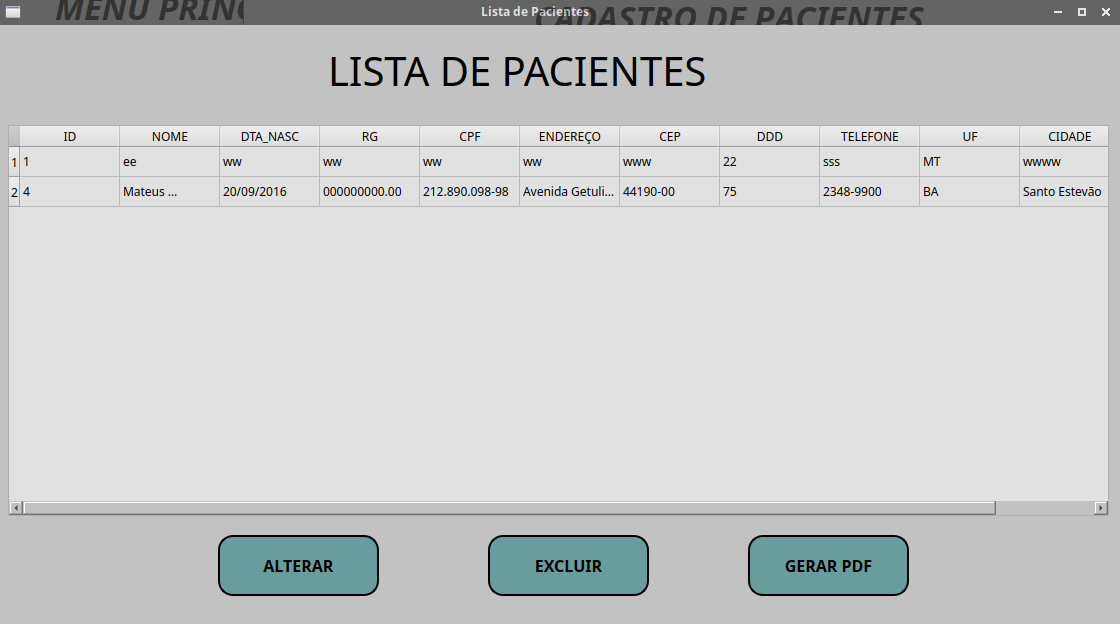 MENU PRINC
Lista de Pacientes
CADASTRO DE PACIENTES
LISTA DE PACIENTES
ID NOME DTA_NASC RG CPF ENDEREÇO CEP DDD TELEFONE UF CIDADE
1 1 ee ww ww ww ww www 22 sss MT wwww
2 4 Mateus ... 20/09/2016 000000000.00 212.890.098-98 Avenida Getuli... 44190-00 75 2348-9900 BA Santo Estevão
ALTERAR EXCLUIR GERAR PDF